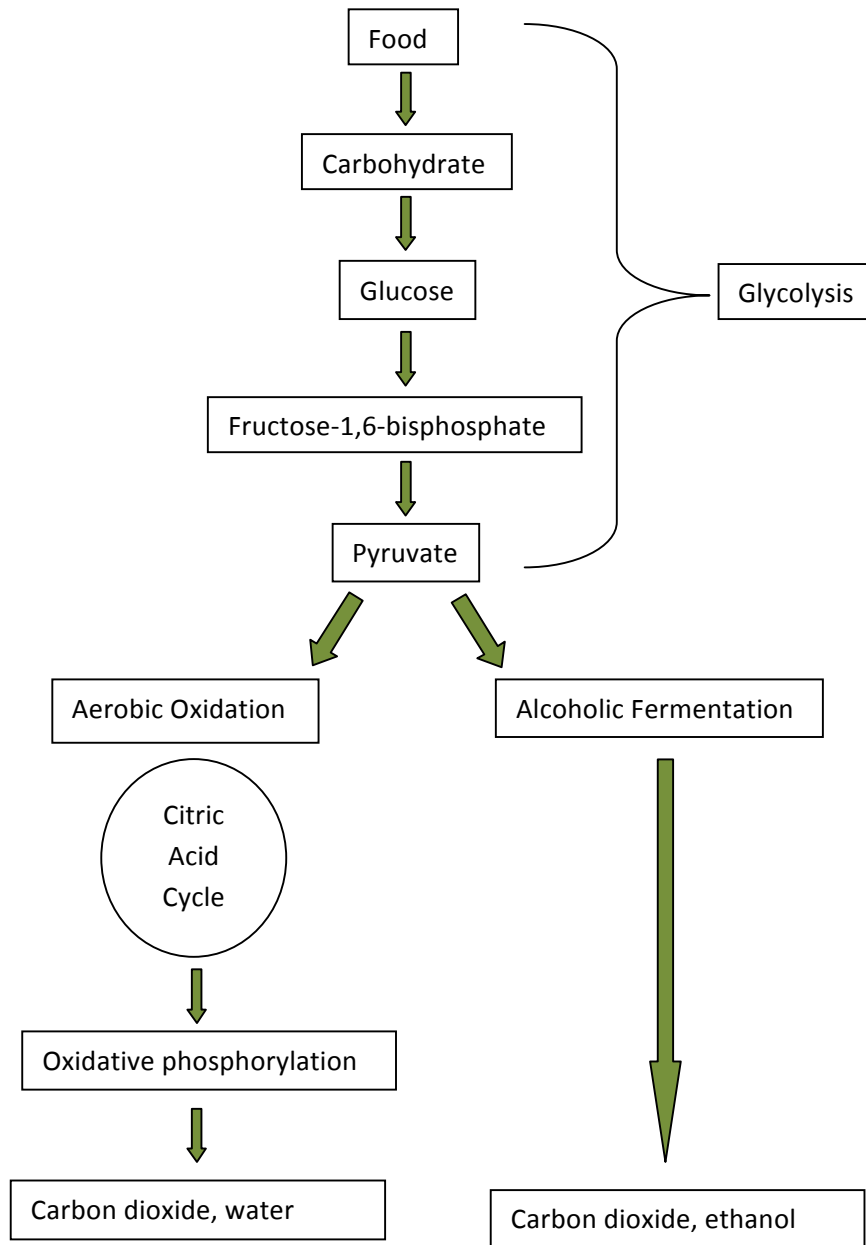 Food
Carbohydrate
Glucose
Glycolysis
Fructose-1,6-bisphosphate
Pyruvate
Aerobic Oxidation
Alcoholic Fermentation
Citric
Acid
Cycle
Oxidative phosphorylation
Carbon dioxide, water
Carbon dioxide, ethanol